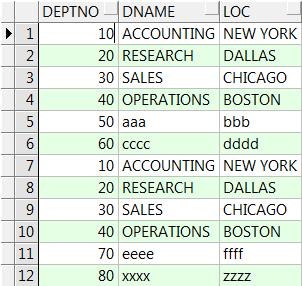 DEPTNO DNAME LOC
1 10 ACCOUNTING NEW YORK
2 20 RESEARCH DALLAS
3 30 SALES CHICAGO
4 40 OPERATIONS BOSTON
5 50 aaa bbb
6 60 cccc dddd
7 10 ACCOUNTING NEW YORK
8 20 RESEARCH DALLAS
9 30 SALES CHICAGO
10 40 OPERATIONS BOSTON
11 70 eeee ffff
12 80 xxxx zzzz